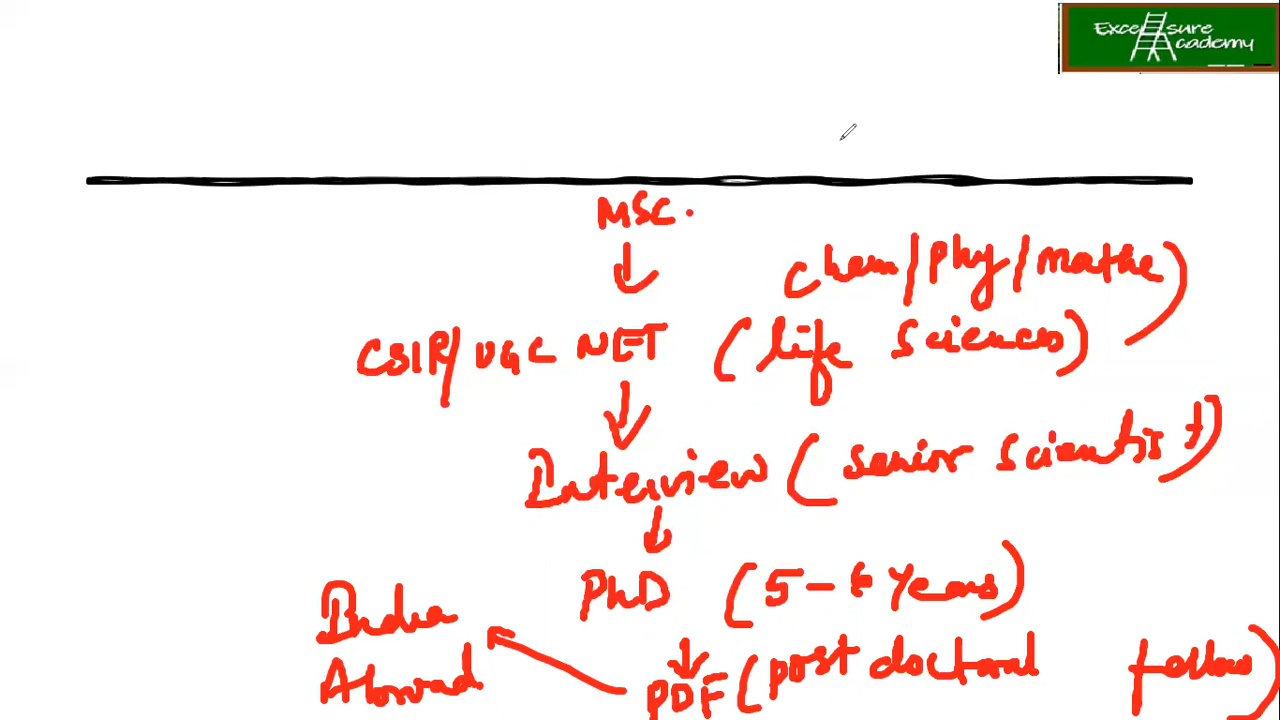 Excel sure
Academy
MSC.
Chem/Phy/Mathe)
CSIR/UGC NET (life Sciences)
Interview (senior scientist)
PhD (5-6 Years)
India
Abroad
PDF (post doctoral fellow)